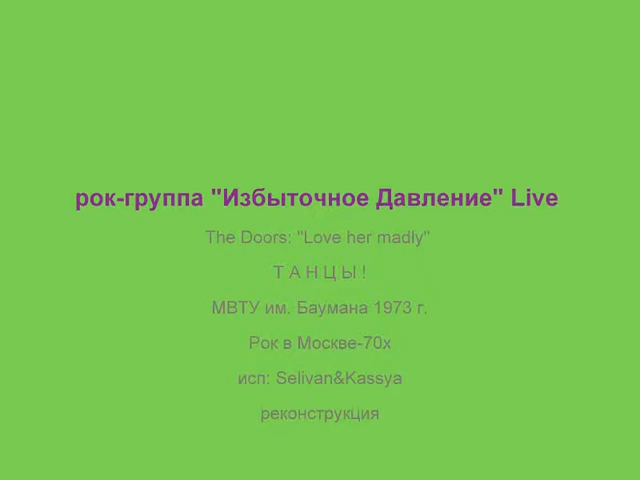 рок-группа "Избыточное Давление" Live
The Doors: "Love her madly"
Т А Н Ц Ы !
МВТУ им. Баумана 1973 г.
Рок в Москве-70х
исп: Selivan&Kassya
реконструкция